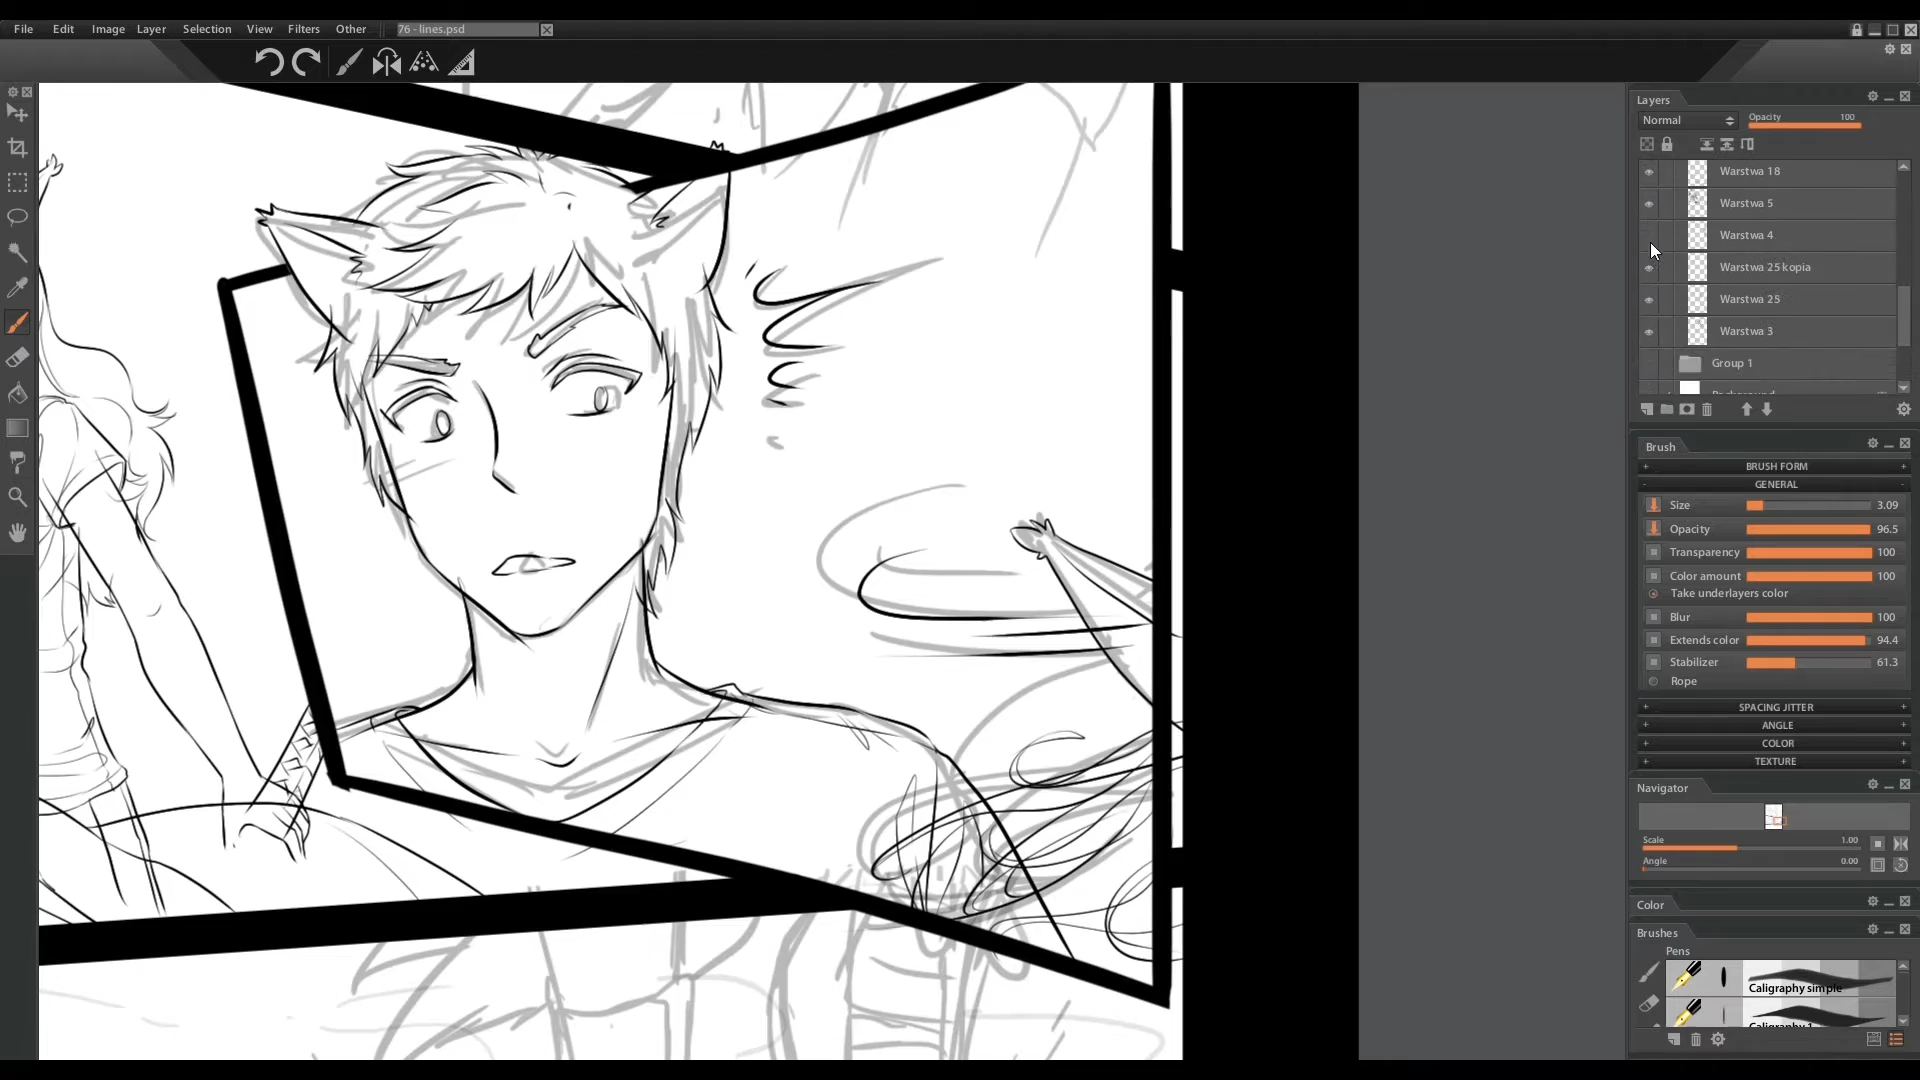 File Edit Image Layer Selection View Filters Other 76 - lines.psd
Layers
Normal Opacity 100
Warstwa 18
Warstwa 5
Warstwa 4
Warstwa 25 kopia
Warstwa 25
Warstwa 3
Group 1
Background
Brush
+ BRUSH FORM +
- GENERAL -
Size 3.09
Opacity 96.5
Transparency 100
Color amount 100
Take underlayers color
Blur 100
Extends color 94.4
Stabilizer 61.3
Rope
+ SPACING JITTER +
+ ANGLE +
+ COLOR +
+ TEXTURE +
Navigator
Scale 1.00
Angle 0.00
Color
Brushes
Pens
Caligraphy simple
Caligraphy 1